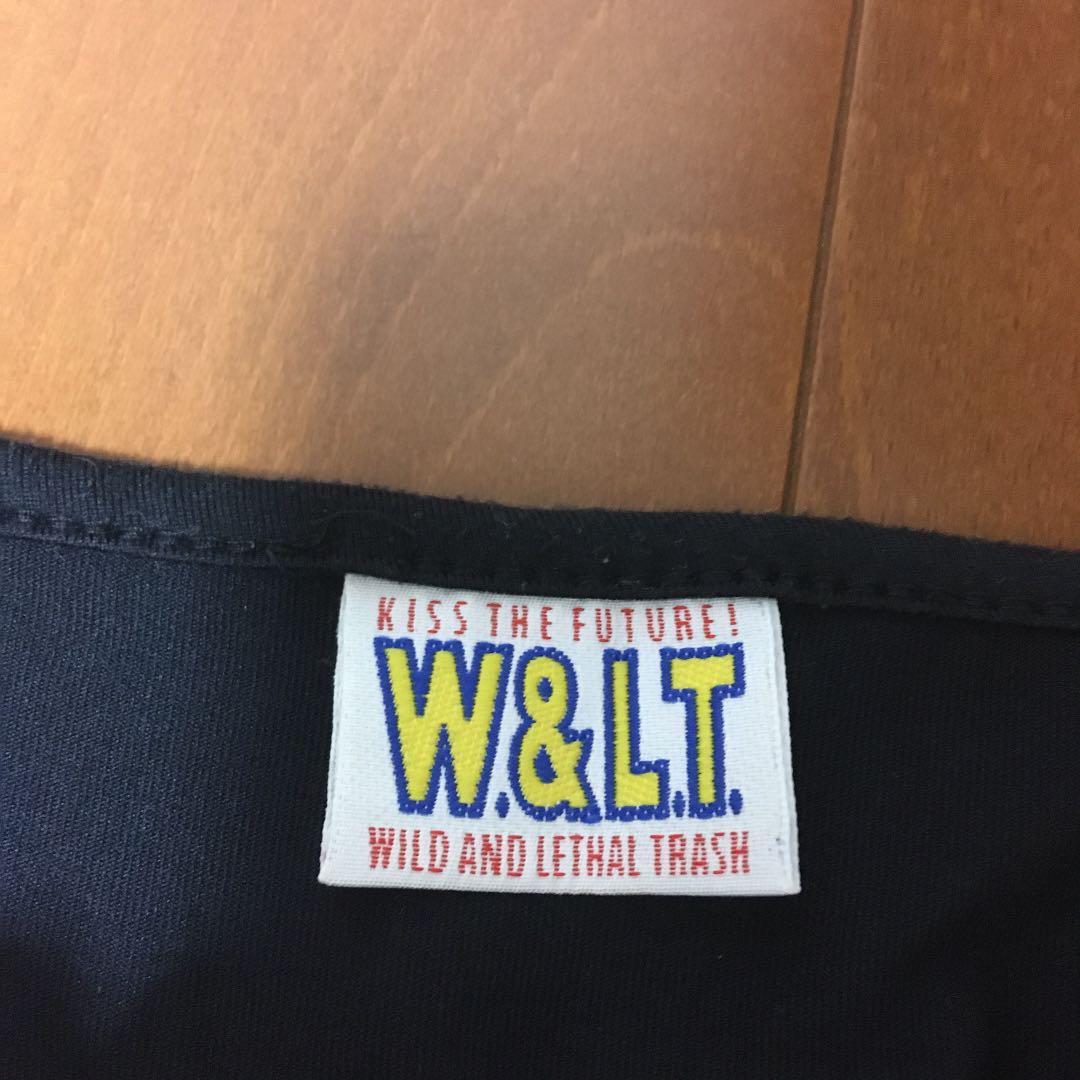 KISS THE FUTURE!
W.&L.T.
WILD AND LETHAL TRASH